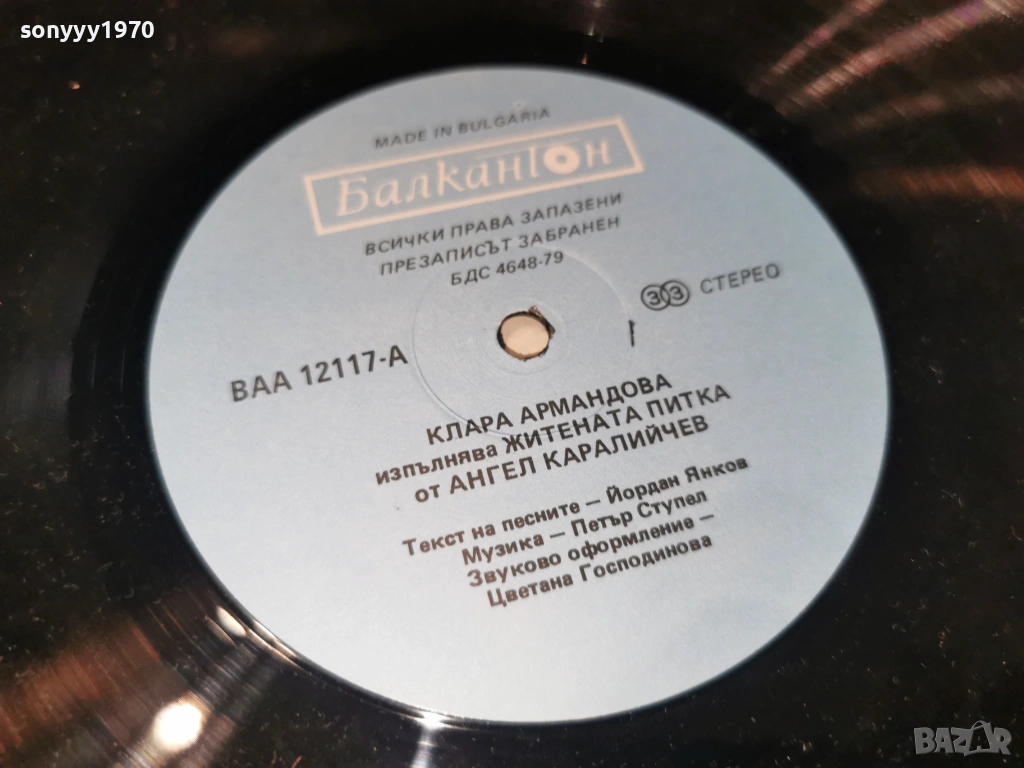 sonyyy1970
MADE IN BULGARIA
Балкантон
ВСИЧКИ ПРАВА ЗАПАЗЕНИ
ПРЕЗАПИСЪТ ЗАБРАНЕН
БДС 4648-79
33 СТЕРЕО
ВАА 12117-А
КЛАРА АРМАНДОВА
изпълнява ЖИТЕНАТА ПИТКА
от АНГЕЛ КАРАЛИЙЧЕВ
Текст на песните – Йордан Янков
Музика – Петър Ступел
Звуково оформление –
Цветана Господинова
BAZAR